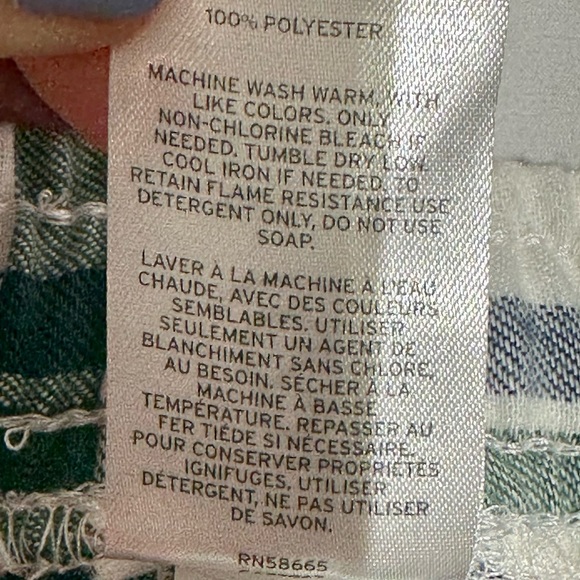 100% POLYESTER
MACHINE WASH WARM, WITH
LIKE COLORS. ONLY
NON-CHLORINE BLEACH IF
NEEDED. TUMBLE DRY LOW.
COOL IRON IF NEEDED. TO
RETAIN FLAME RESISTANCE USE
DETERGENT ONLY, DO NOT USE
SOAP.
LAVER À LA MACHINE À L'EAU
CHAUDE, AVEC DES COULEURS
SEMBLABLES. UTILISER
SEULEMENT UN AGENT DE
BLANCHIMENT SANS CHLORE,
AU BESOIN. SÉCHER À LA
MACHINE À BASSE
TEMPÉRATURE. REPASSER AU
FER TIÉDE SI NÉCESSAIRE.
POUR CONSERVER PROPRIÉTÉS
IGNIFUGES, UTILISER
DÉTERGENT, NE PAS UTILISER
DE SAVON.
RN58665